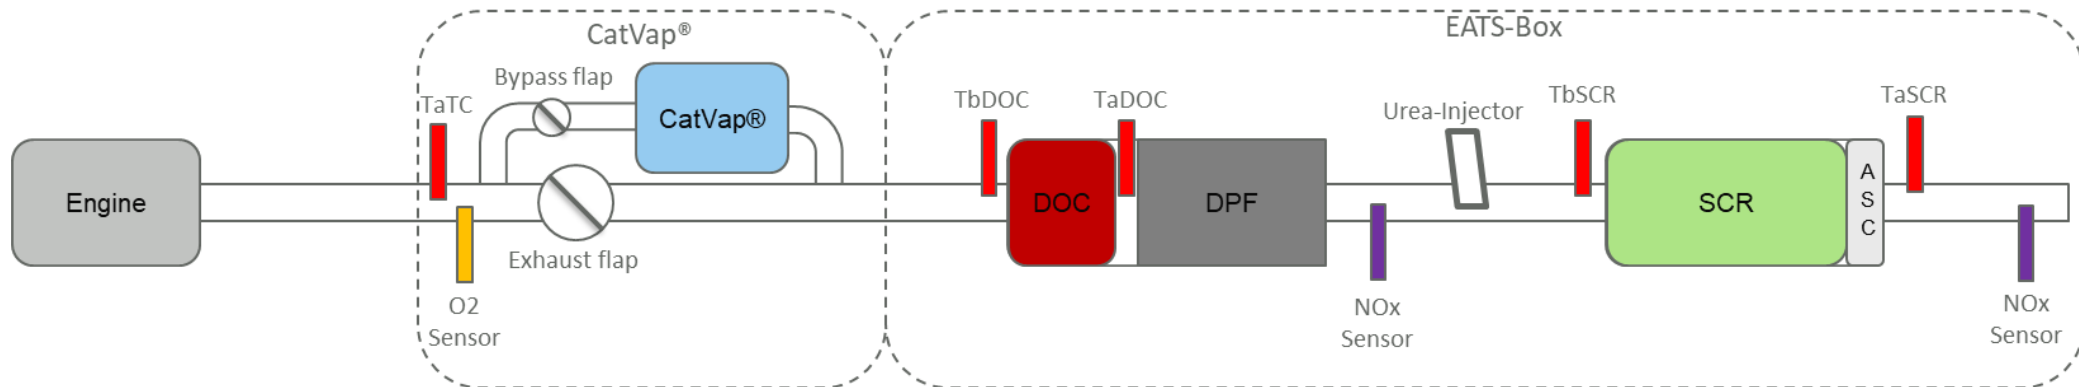 CatVap®
EATS-Box
Bypass flap
TaTC
CatVap®
TbDOC
TaDOC
Urea-Injector
TbSCR
TaSCR
Engine
DOC
DPF
SCR
A
S
C
Exhaust flap
O2
Sensor
NOx
Sensor
NOx
Sensor